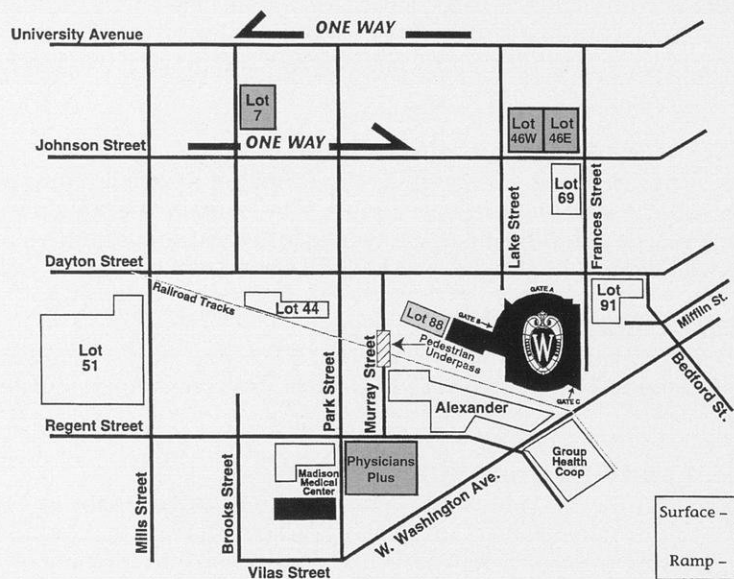 ONE WAY
University Avenue
Lot
7
Lot
46W
Lot
46E
ONE WAY
Johnson Street
Lot
69
Lake Street
Frances Street
Dayton Street
Railroad Tracks
Lot 44
Lot
51
Park Street
Murray Street
Lot 88
GATE B
GATE A
W
Lot
91
Mifflin St.
Bedford St.
Pedestrian
Underpass
GATE C
Alexander
Regent Street
Mills Street
Brooks Street
Madison
Medical
Center
Physicians
Plus
Group
Health
Coop
W. Washington Ave.
Vilas Street
Surface –
Ramp –